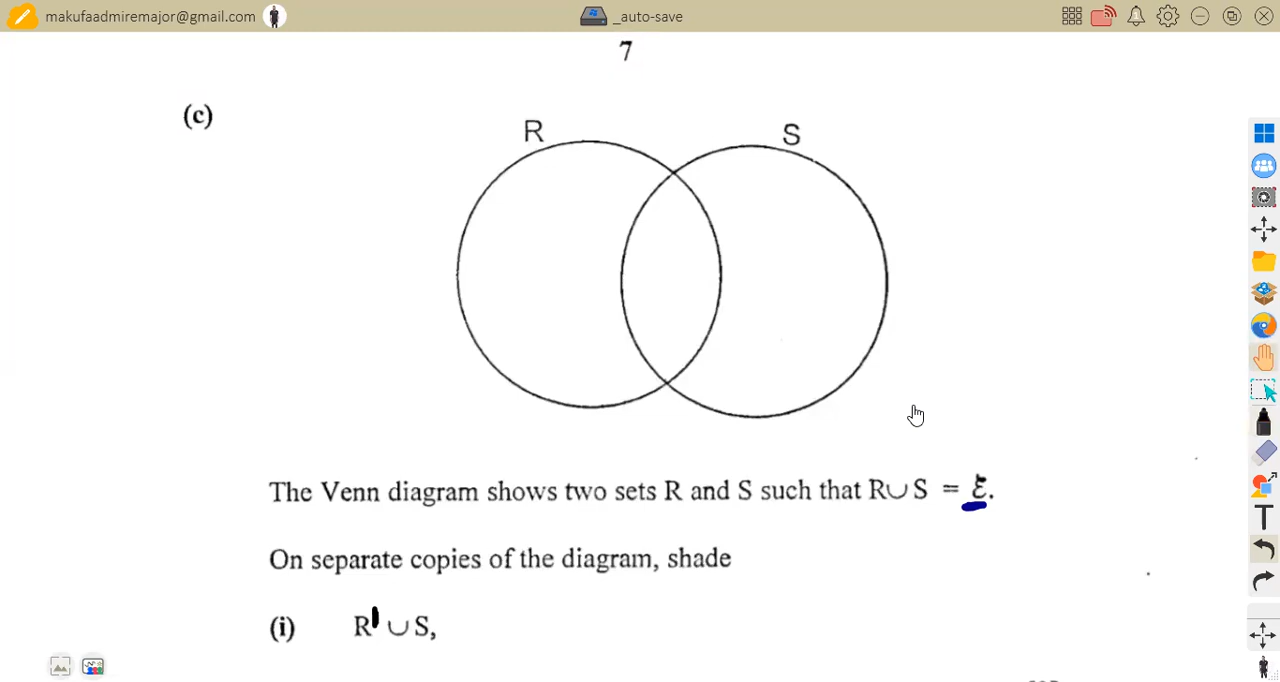 makufaadmiremajor@gmail.com
_auto-save
7
(c)
R
S
The Venn diagram shows two sets R and S such that R∪S = ξ.
On separate copies of the diagram, shade
(i) R' ∪ S,
T